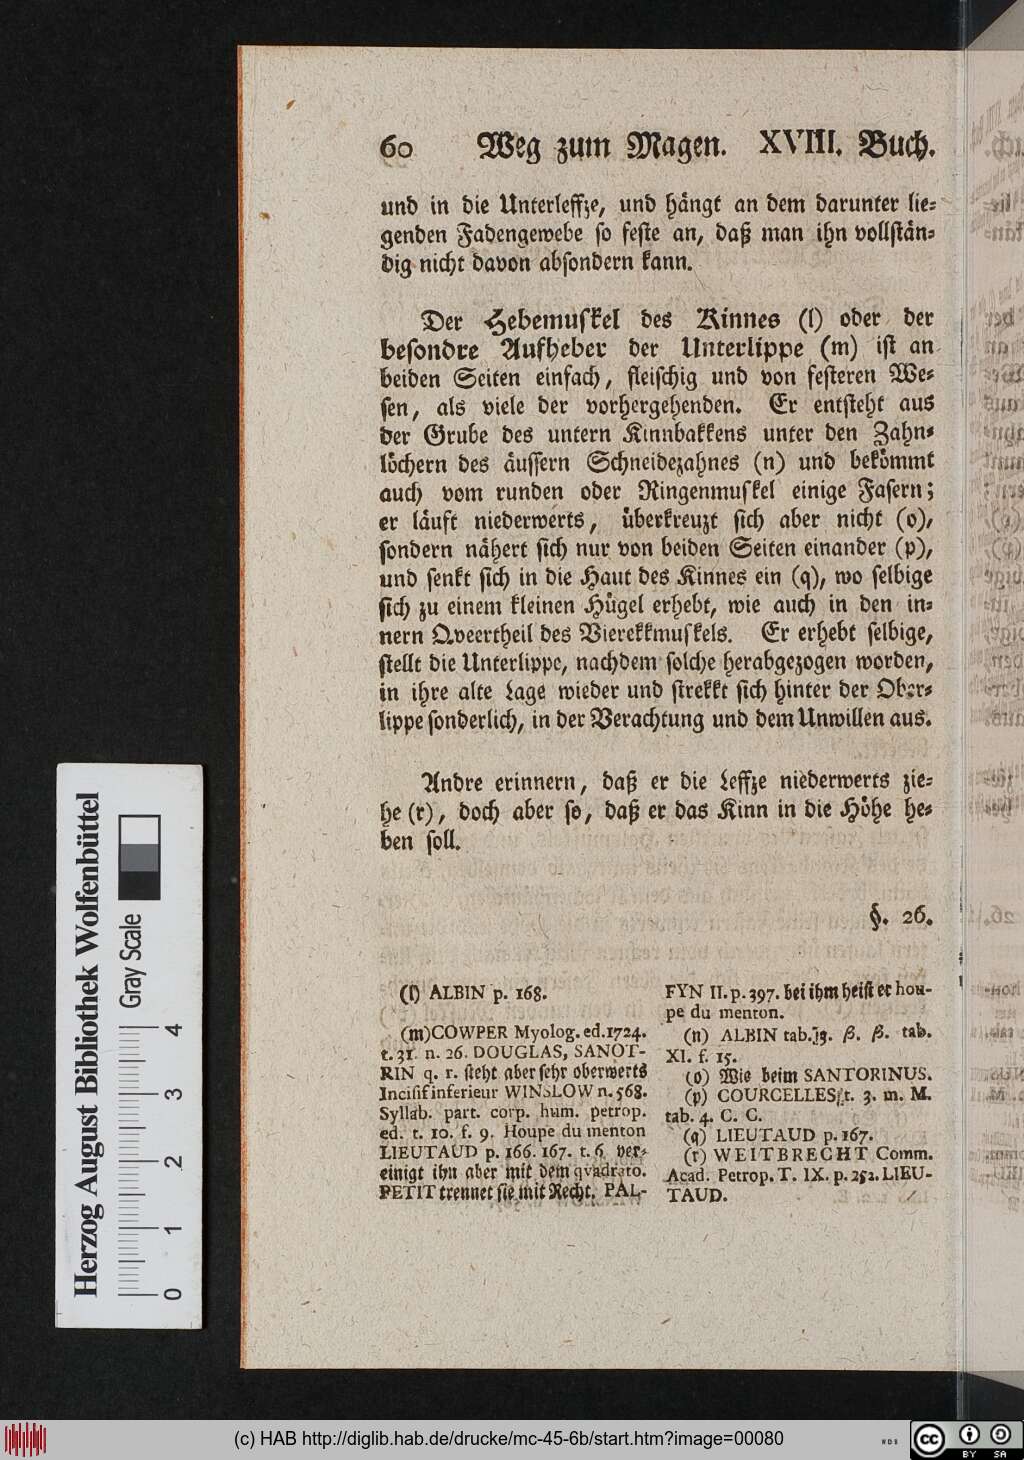 60 Weg zum Magen. XVIII. Buch.
und in die Unterleffze, und hängt an dem darunter lie-
genden Fadengewebe so feste an, daß man ihn vollstän-
dig nicht davon absondern kann.
Der Hebemuskel des Kinnes (l) oder der
besondre Aufheber der Unterlippe (m) ist an
beiden Seiten einfach, fleischig und von festeren We-
sen, als viele der vorhergehenden. Er entsteht aus
der Grube des untern Kinnbakkens unter den Zahn-
löchern des äussern Schneidezahnes (n) und bekömmt
auch vom runden oder Ringenmuskel einige Fasern;
er läuft niederwerts, überkreuzt sich aber nicht (o),
sondern nähert sich nur von beiden Seiten einander (p),
und senkt sich in die Haut des Kinnes ein (q), wo selbige
sich zu einem kleinen Hügel erhebt, wie auch in den in-
nern Qveertheil des Vierekkmuskels. Er erhebt selbige,
stellt die Unterlippe, nachdem solche herabgezogen worden,
in ihre alte Lage wieder und strekkt sich hinter der Ober-
lippe sonderlich, in der Verachtung und dem Unwillen aus.
Andre erinnern, daß er die Leffze niederwerts zie-
he (r), doch aber so, daß er das Kinn in die Höhe he-
ben soll.
§. 26.
(l) ALBIN p. 168.
(m) COWPER Myolog. ed. 1724.
t. 31. n. 26. DOUGLAS, SANOT-
RIN q. r. steht aber sehr oberwerts
Incisif inferieur WINSLOW n. 568.
Syllab. part. corp. hum. petrop.
ed. t. 10. f. 9. Houpe du menton
LIEUTAUD p. 166. 167. t. 6 ver-
einigt ihn aber mit dem qvadrato.
PETIT trennet sie mit Recht. PAL-
FYN II. p. 397. bei ihm heist er hou-
pe du menton.
(n) ALBIN tab. β. β. tab.
XI. f. 15.
(o) Wie beim SANTORINUS.
(p) COURCELLES t. 3. m. M.
tab. 4. C. C.
(q) LIEUTAUD p. 167.
(r) WEITBRECHT Comm.
Acad. Petrop. T. IX. p. 252. LIEU-
TAUD.
Herzog August Bibliothek Wolfenbüttel
Gray Scale
0 1 2 3 4
(c) HAB http://diglib.hab.de/drucke/mc-45-6b/start.htm?image=00080
WDB
cc BY SA